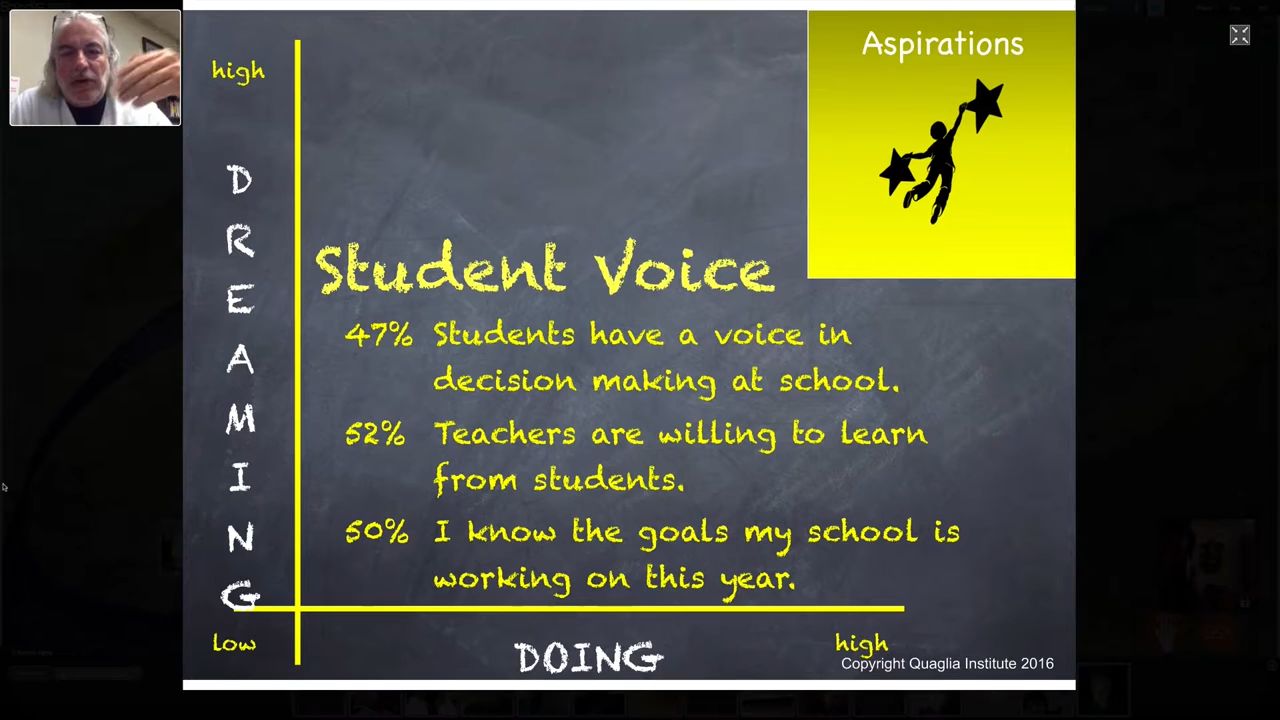 Aspirations
high
DREAMING
Student Voice
47% Students have a voice in
decision making at school.
52% Teachers are willing to learn
from students.
50% I know the goals my school is
working on this year.
low
DOING
high
Copyright Quaglia Institute 2016